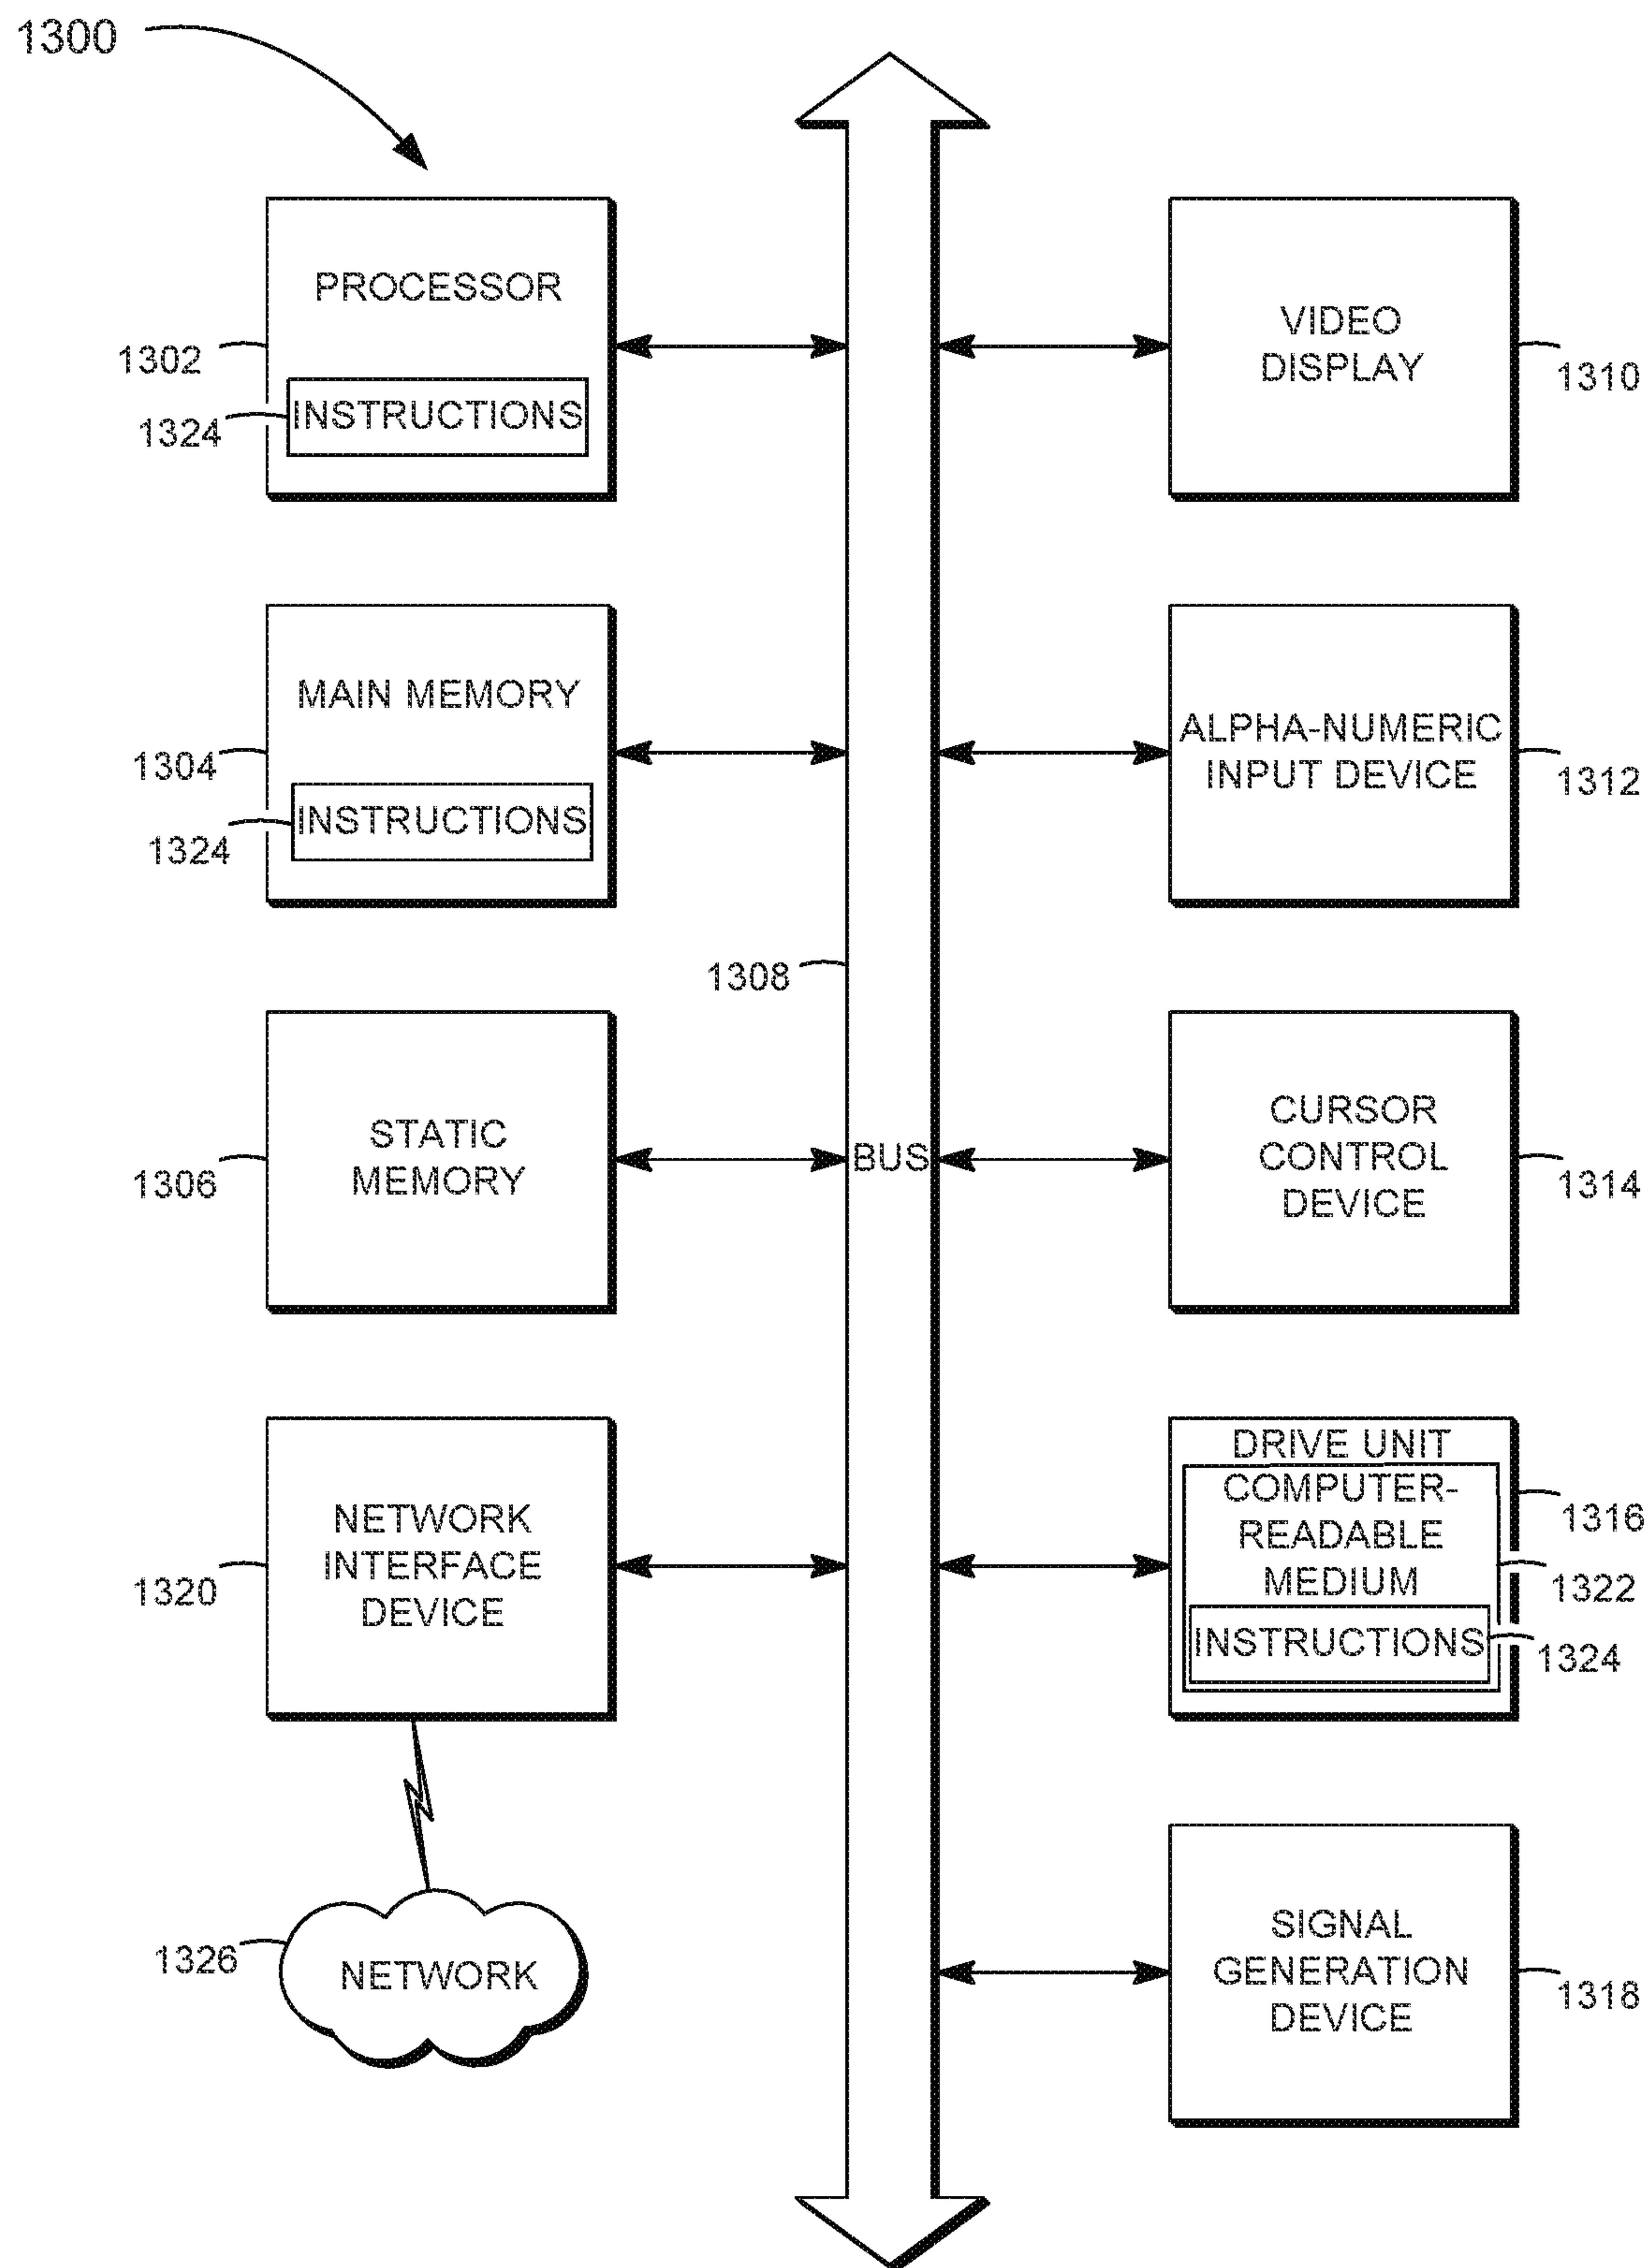 1300
PROCESSOR
1302
INSTRUCTIONS
1324
MAIN MEMORY
1304
INSTRUCTIONS
1324
1308
STATIC
MEMORY
1306
BUS
NETWORK
INTERFACE
DEVICE
1320
NETWORK
1326
VIDEO
DISPLAY
1310
ALPHA-NUMERIC
INPUT DEVICE
1312
CURSOR
CONTROL
DEVICE
1314
DRIVE UNIT
COMPUTER-
READABLE
MEDIUM
1316
1322
INSTRUCTIONS
1324
SIGNAL
GENERATION
DEVICE
1318